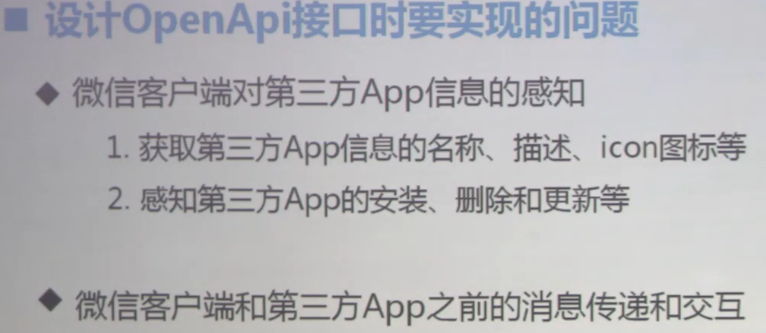 ■ 设计OpenApi接口时要实现的问题
◆ 微信客户端对第三方App信息的感知
1. 获取第三方App信息的名称、描述、icon图标等
2. 感知第三方App的安装、删除和更新等
◆ 微信客户端和第三方App之前的消息传递和交互